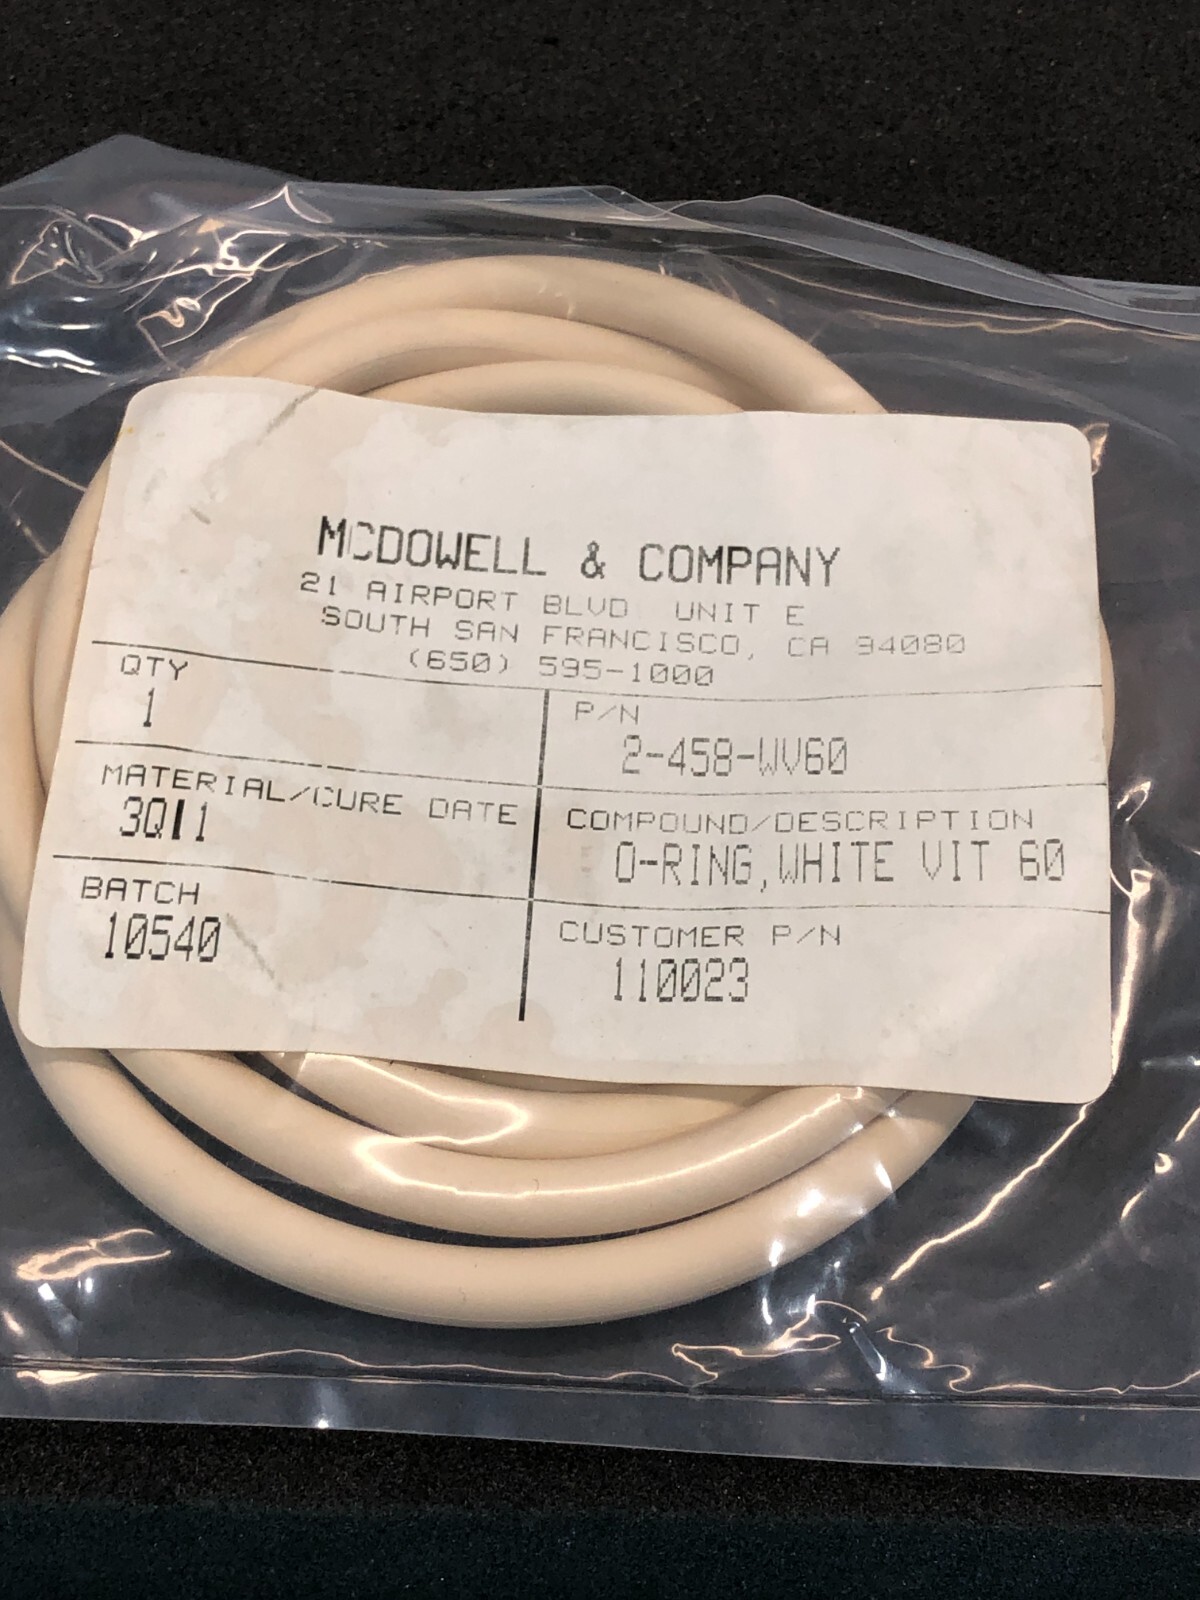 MCDOWELL & COMPANY
21 AIRPORT BLVD UNIT E
SOUTH SAN FRANCISCO, CA 94080
(650) 595-1000
QTY
1
P/N
2-458-WV60
MATERIAL/CURE DATE
3Q11
COMPOUND/DESCRIPTION
O-RING,WHITE VIT 60
BATCH
10540
CUSTOMER P/N
110023